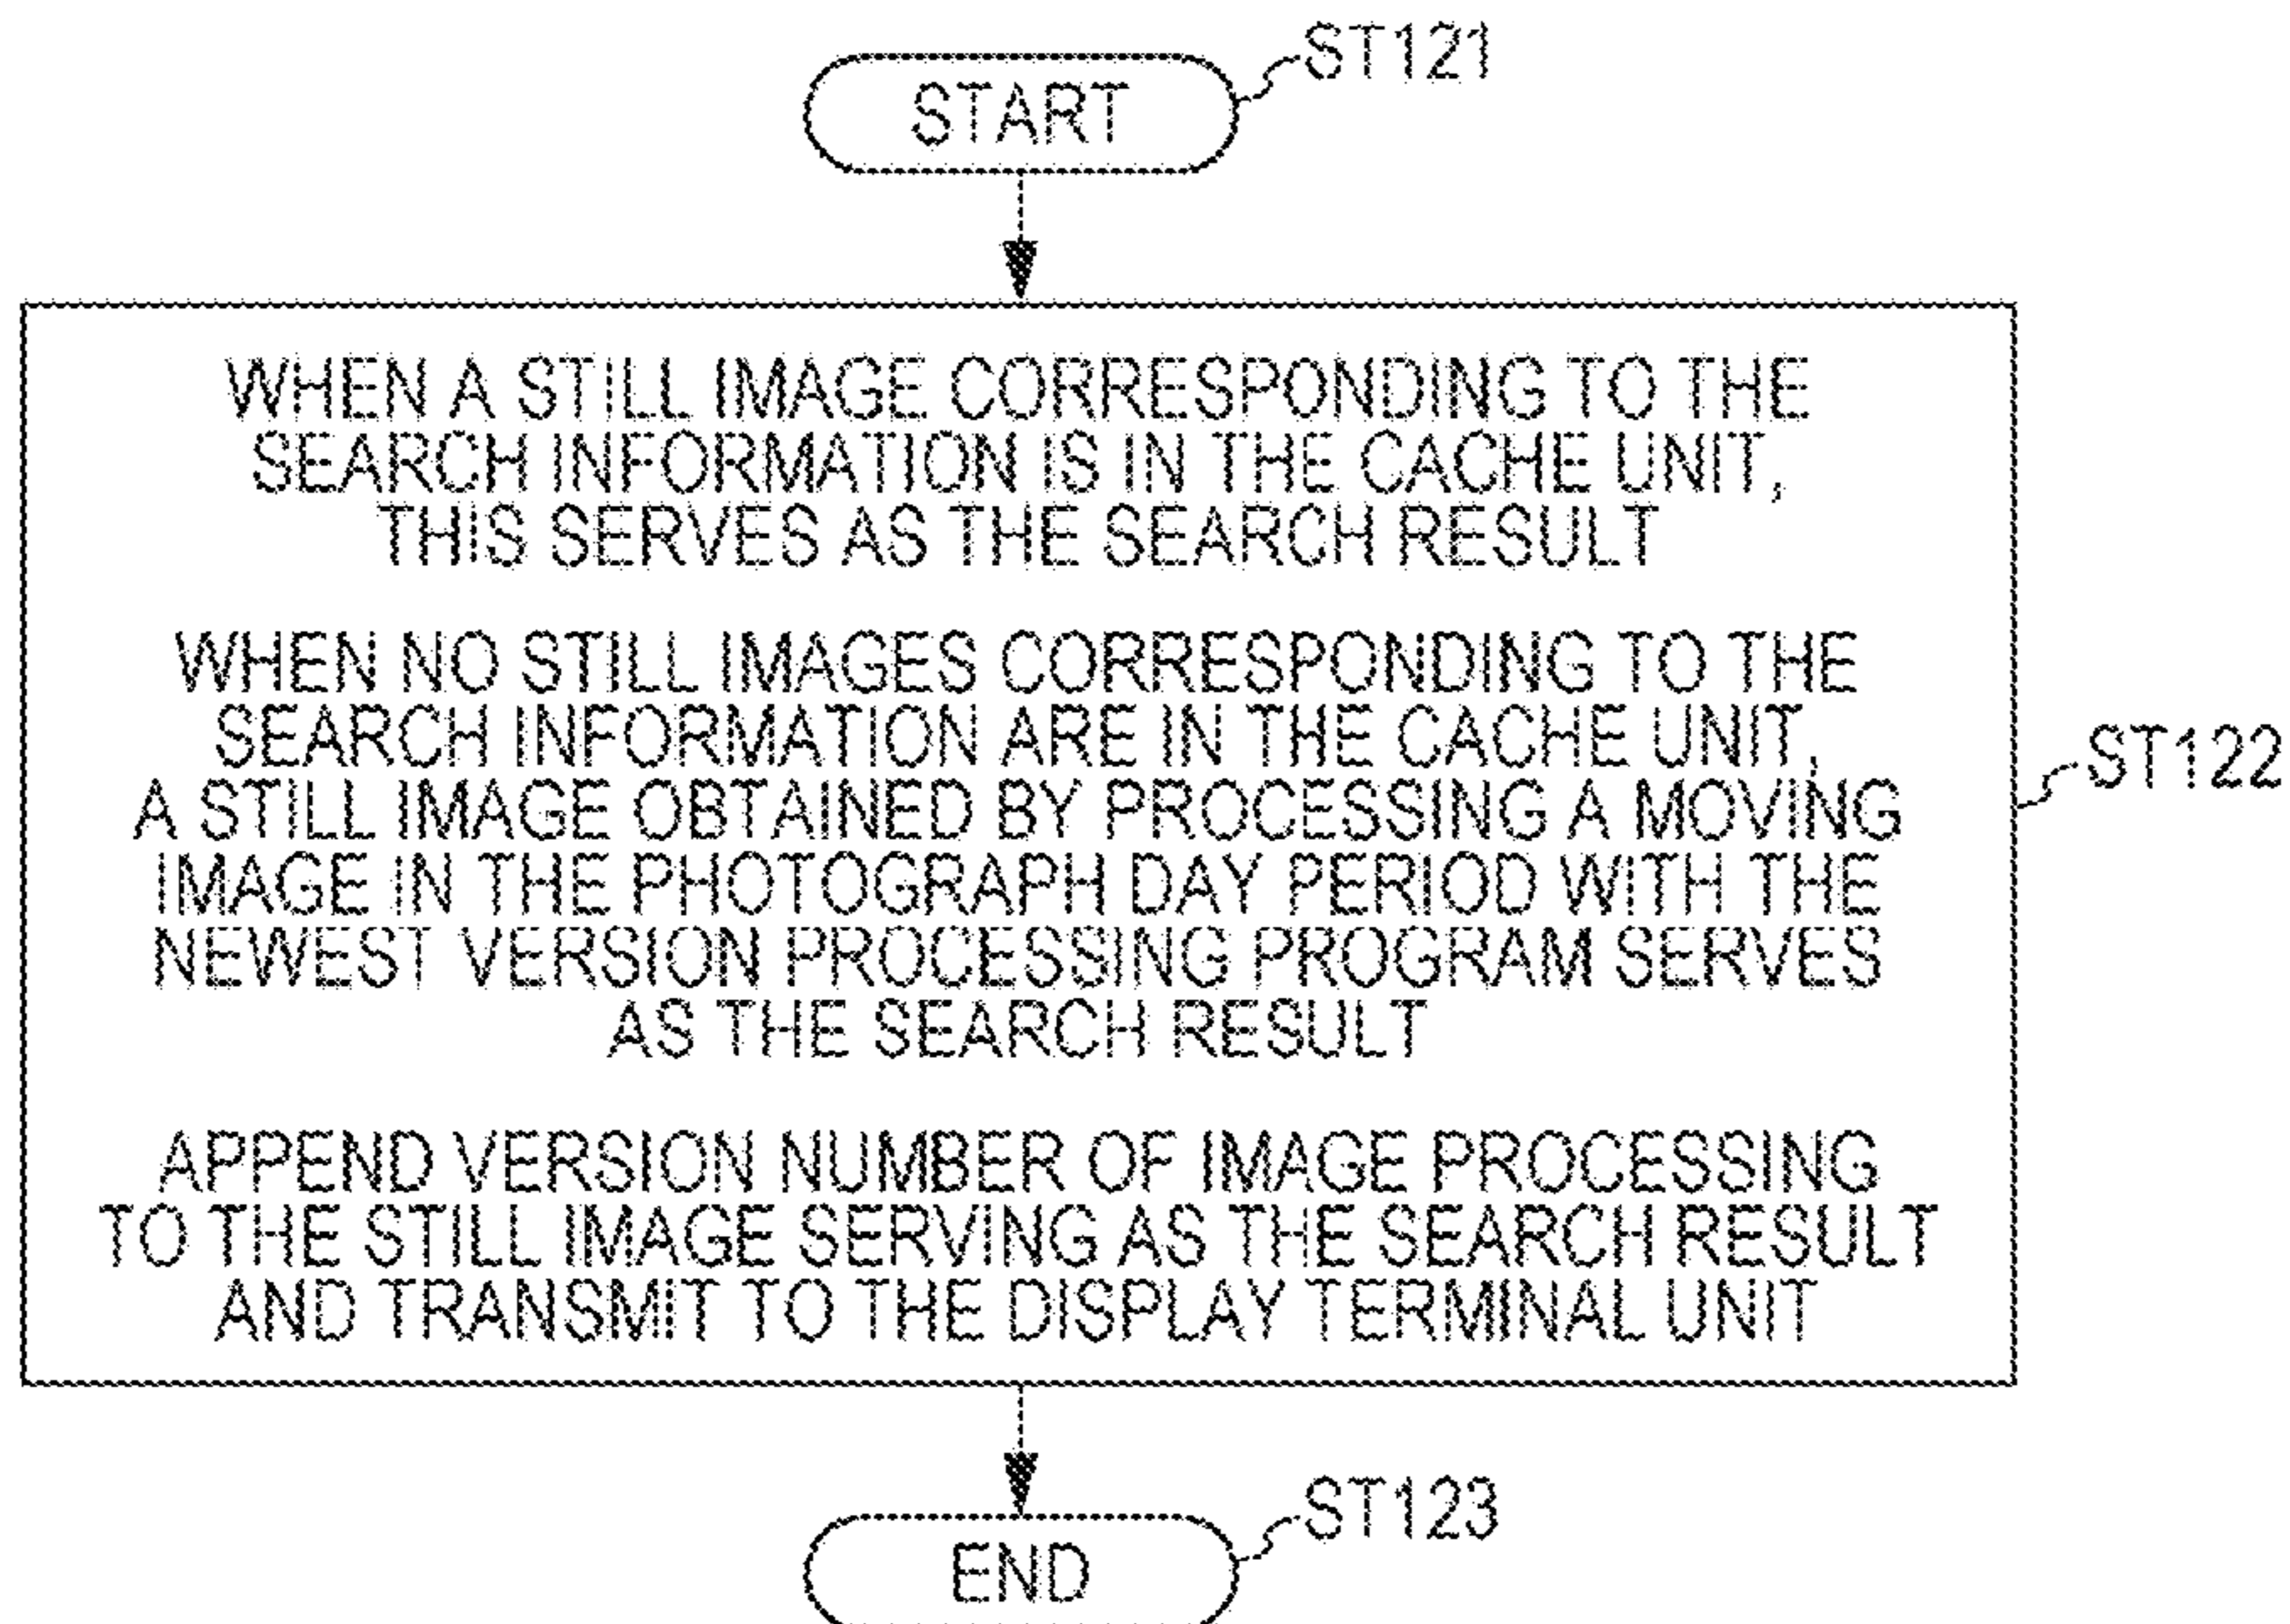 START
ST121
WHEN A STILL IMAGE CORRESPONDING TO THE
SEARCH INFORMATION IS IN THE CACHE UNIT,
THIS SERVES AS THE SEARCH RESULT
WHEN NO STILL IMAGES CORRESPONDING TO THE
SEARCH INFORMATION ARE IN THE CACHE UNIT,
A STILL IMAGE OBTAINED BY PROCESSING A MOVING
IMAGE IN THE PHOTOGRAPH DAY PERIOD WITH THE
NEWEST VERSION PROCESSING PROGRAM SERVES
AS THE SEARCH RESULT
APPEND VERSION NUMBER OF IMAGE PROCESSING
TO THE STILL IMAGE SERVING AS THE SEARCH RESULT
AND TRANSMIT TO THE DISPLAY TERMINAL UNIT
ST122
END
ST123